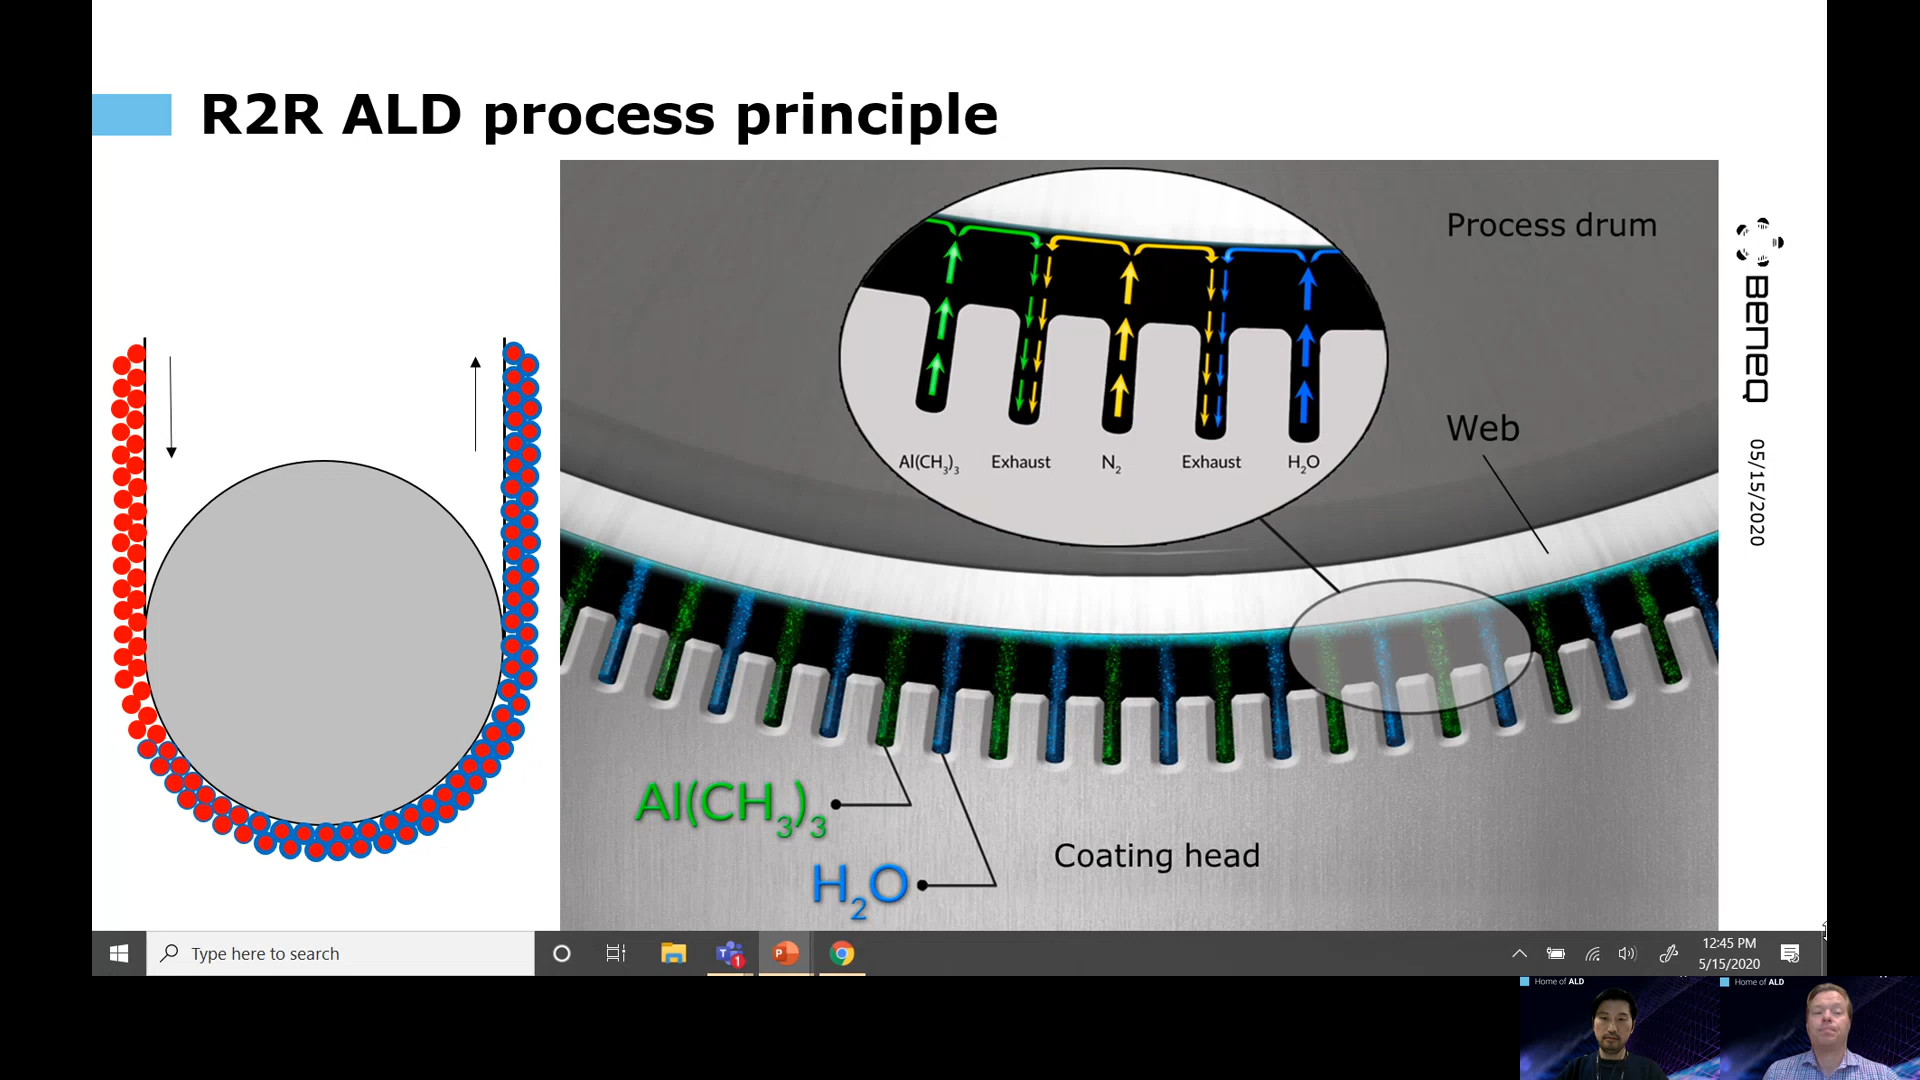 R2R ALD process principle
Process drum
Web
Al(CH3)3
Exhaust
N2
Exhaust
H2O
Al(CH3)3
H2O
Coating head
Beneq
05/15/2020
Type here to search
1
12:45 PM
5/15/2020
Home of ALD
Home of ALD